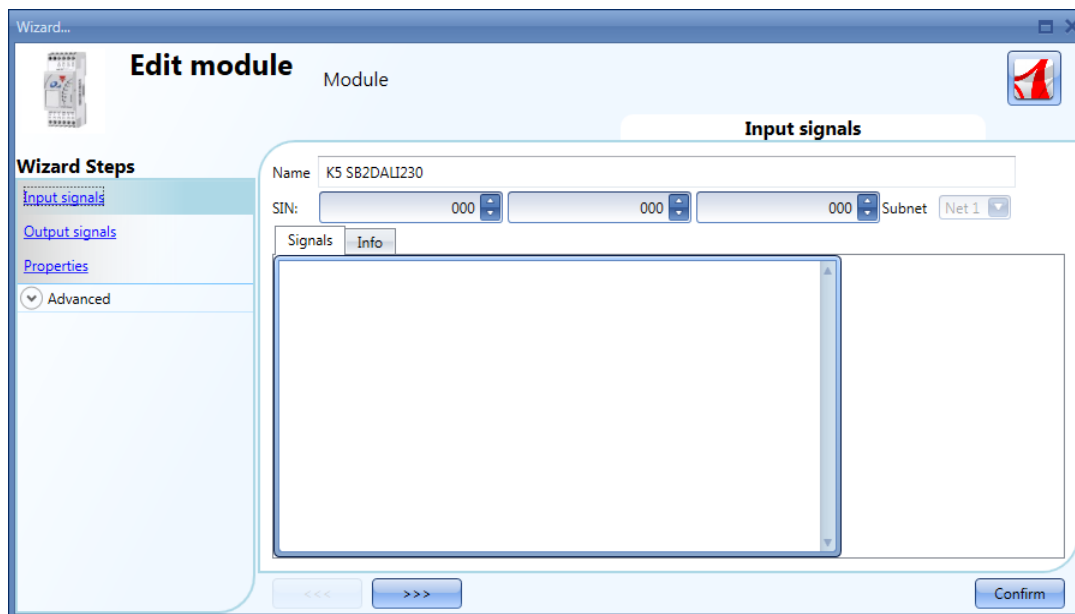 Wizard...
Edit module
Module
Input signals
Wizard Steps
Input signals
Output signals
Properties
Advanced
Name K5 SB2DALI230
SIN: 000 000 000 Subnet Net 1
Signals Info
<<< >>> Confirm